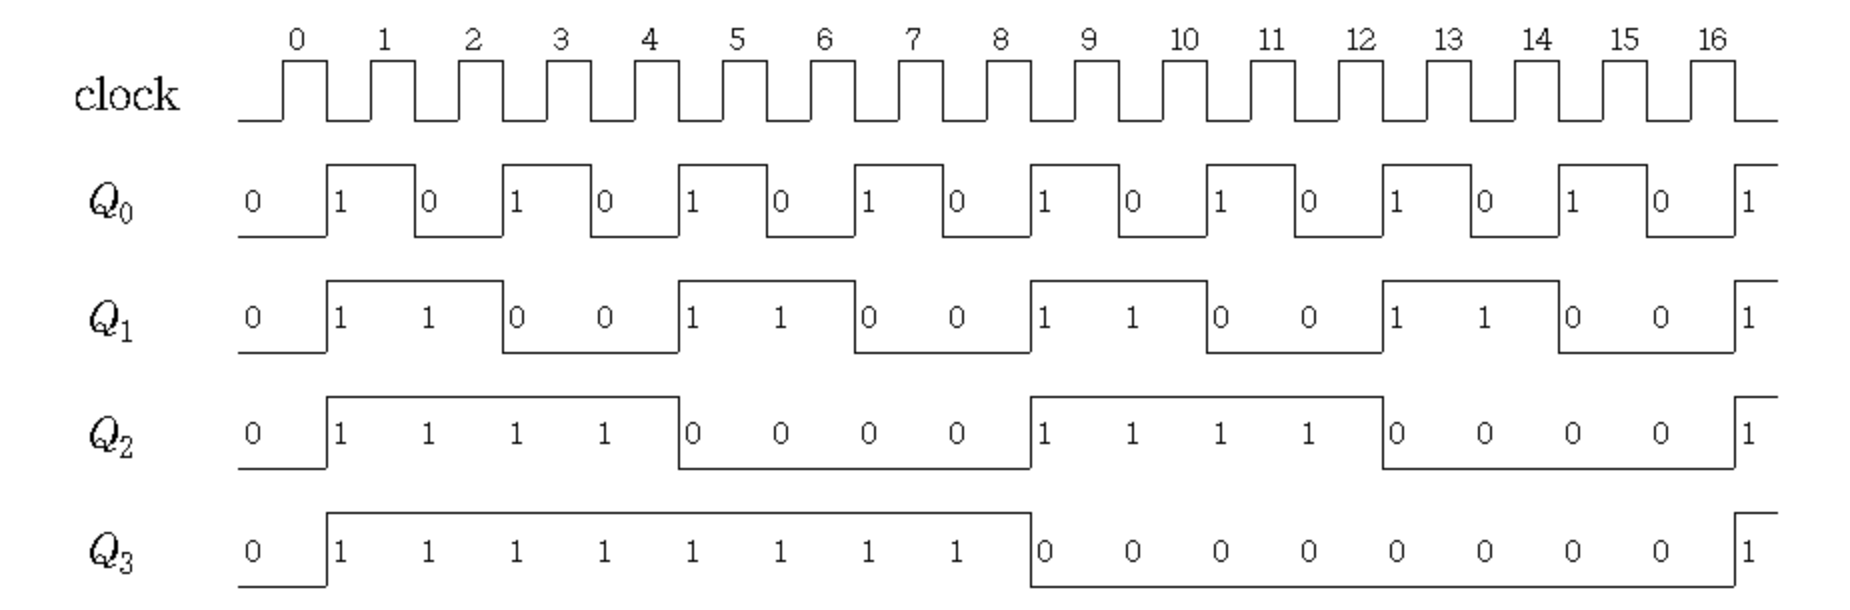 0 1 2 3 4 5 6 7 8 9 10 11 12 13 14 15 16
clock
Q0 0 1 0 1 0 1 0 1 0 1 0 1 0 1 0 1 0 1
Q1 0 1 1 0 0 1 1 0 0 1 1 0 0 1 1 0 0 1
Q2 0 1 1 1 1 0 0 0 0 1 1 1 1 0 0 0 0 1
Q3 0 1 1 1 1 1 1 1 1 0 0 0 0 0 0 0 0 1